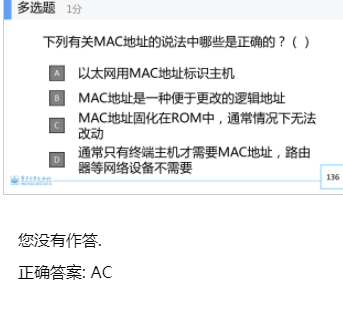 多选题 1分
下列有关MAC地址的说法中哪些是正确的?( )
A 以太网用MAC地址标识主机
B MAC地址是一种便于更改的逻辑地址
C MAC地址固化在ROM中，通常情况下无法
改动
D 通常只有终端主机才需要MAC地址，路由
器等网络设备不需要
136
您没有作答.
正确答案: AC